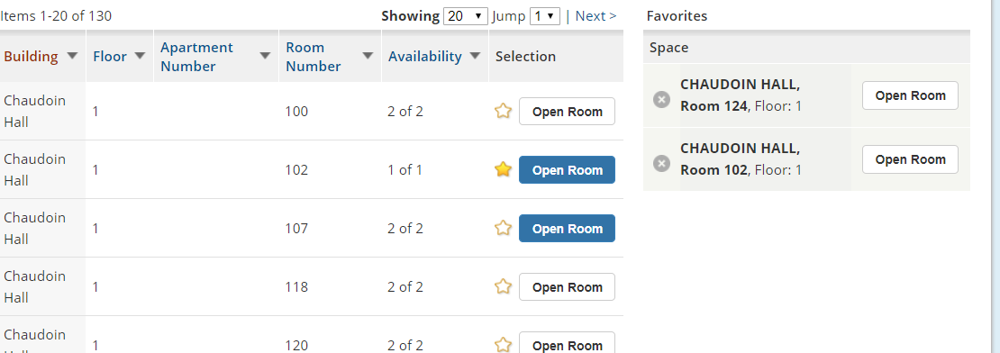 Items 1-20 of 130 Showing 20 Jump 1 | Next >
Building Floor Apartment Number Room Number Availability Selection
Chaudoin Hall 1 100 2 of 2 Open Room
Chaudoin Hall 1 102 1 of 1 Open Room
Chaudoin Hall 1 107 2 of 2 Open Room
Chaudoin Hall 1 118 2 of 2 Open Room
Chaudoin 1 120 2 of 2 Open Room
Favorites
Space
CHAUDOIN HALL,
Room 124, Floor: 1 Open Room
CHAUDOIN HALL,
Room 102, Floor: 1 Open Room